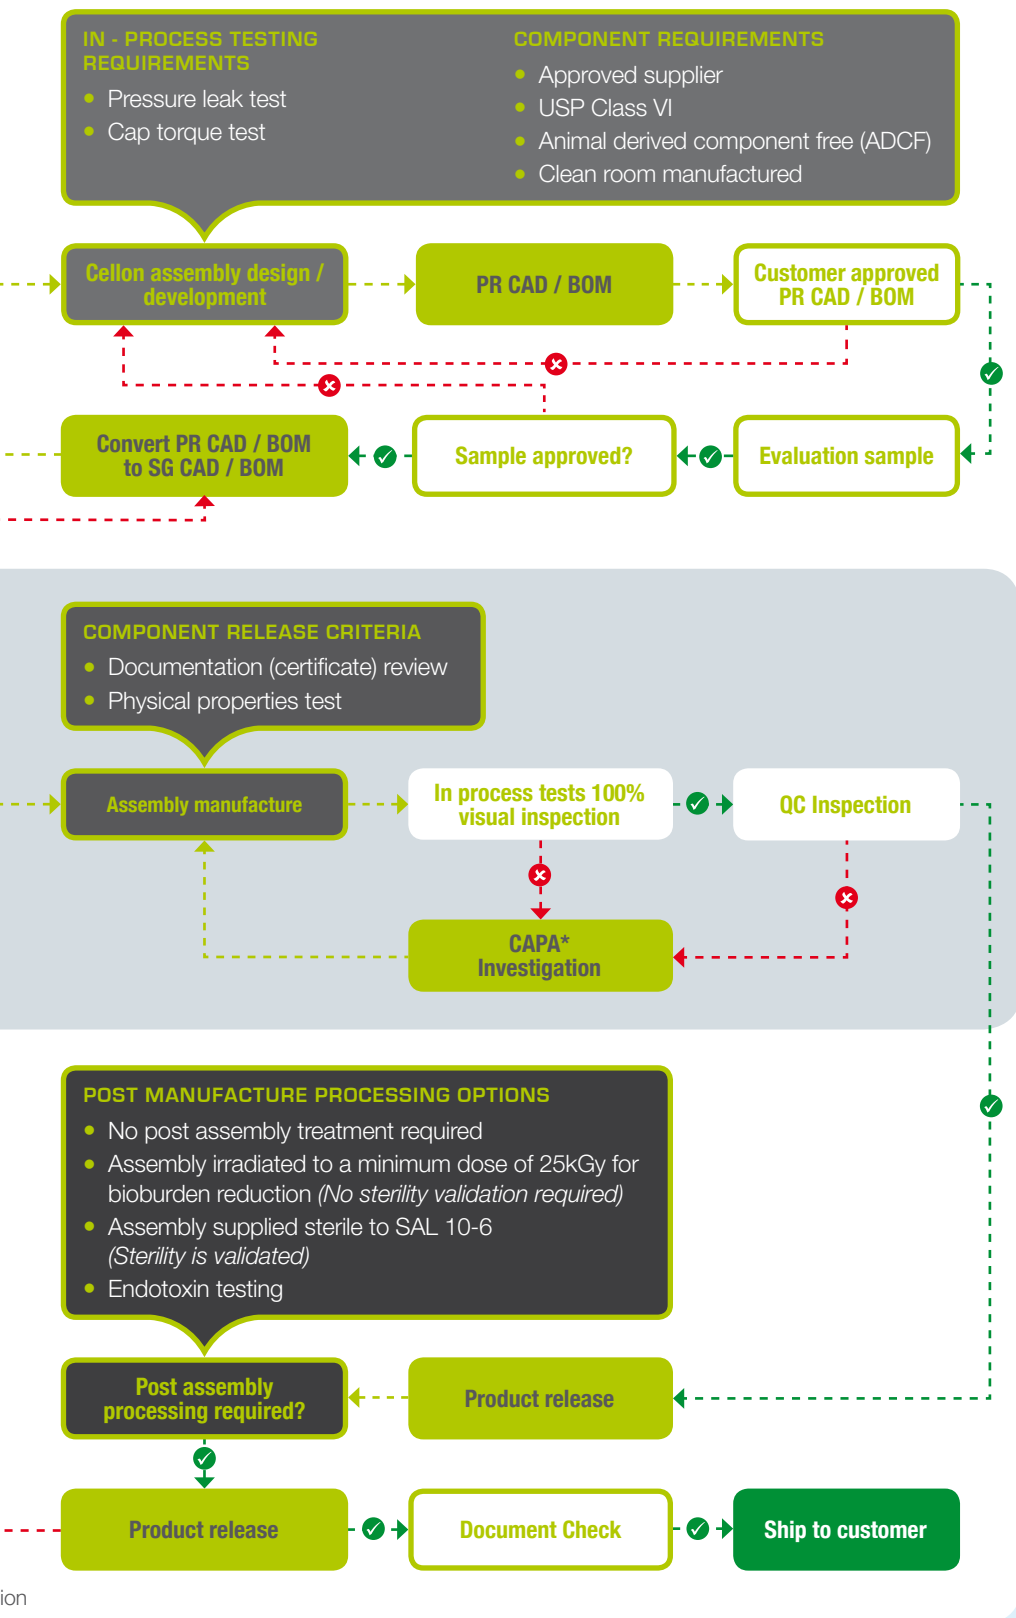 IN - PROCESS TESTING
REQUIREMENTS
• Pressure leak test
• Cap torque test
COMPONENT REQUIREMENTS
• Approved supplier
• USP Class VI
• Animal derived component free (ADCF)
• Clean room manufactured
Cellon assembly design /
development
PR CAD / BOM
Customer approved
PR CAD / BOM
Convert PR CAD / BOM
to SG CAD / BOM
Sample approved?
Evaluation sample
COMPONENT RELEASE CRITERIA
• Documentation (certificate) review
• Physical properties test
Assembly manufacture
In process tests 100%
visual inspection
QC Inspection
CAPA*
Investigation
POST MANUFACTURE PROCESSING OPTIONS
• No post assembly treatment required
• Assembly irradiated to a minimum dose of 25kGy for
bioburden reduction (No sterility validation required)
• Assembly supplied sterile to SAL 10-6
(Sterility is validated)
• Endotoxin testing
Post assembly
processing required?
Product release
Product release
Document Check
Ship to customer
tion